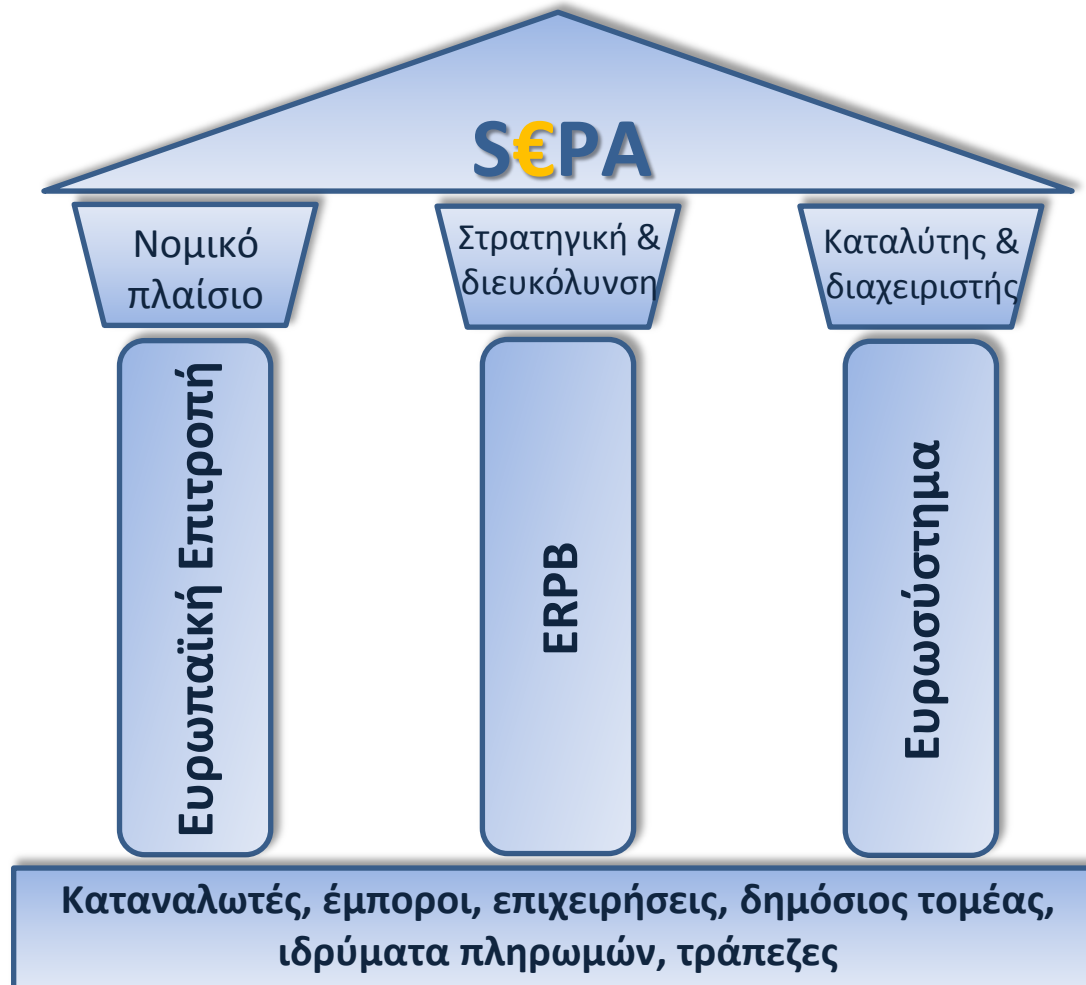 S€PA
Νομικό
πλαίσιο
Στρατηγική &
διευκόλυνση
Καταλύτης &
διαχειριστής
Ευρωπαϊκή Επιτροπή
ERPB
Ευρωσύστημα
Καταναλωτές, έμποροι, επιχειρήσεις, δημόσιος τομέας,
ιδρύματα πληρωμών, τράπεζες